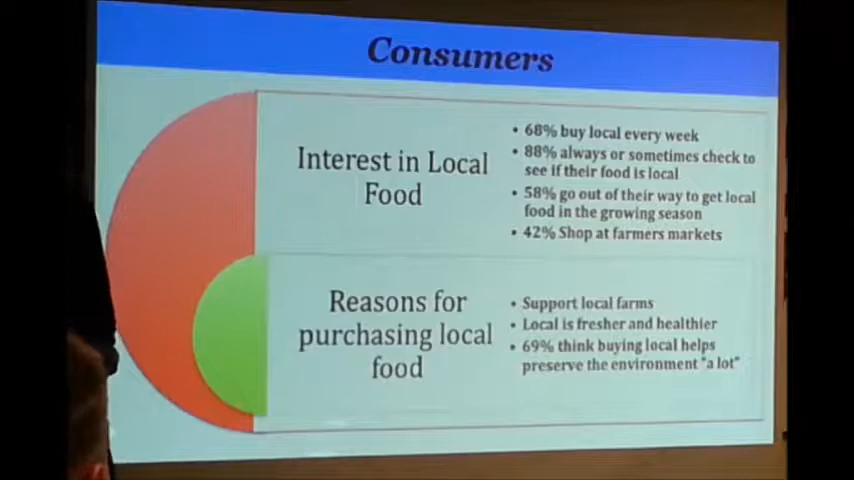 Consumers
Interest in Local
Food
• 68% buy local every week
• 88% always or sometimes check to
see if their food is local
• 58% go out of their way to get local
food in the growing season
• 42% Shop at farmers markets
Reasons for
purchasing local
food
• Support local farms
• Local is fresher and healthier
• 69% think buying local helps
preserve the environment "a lot"